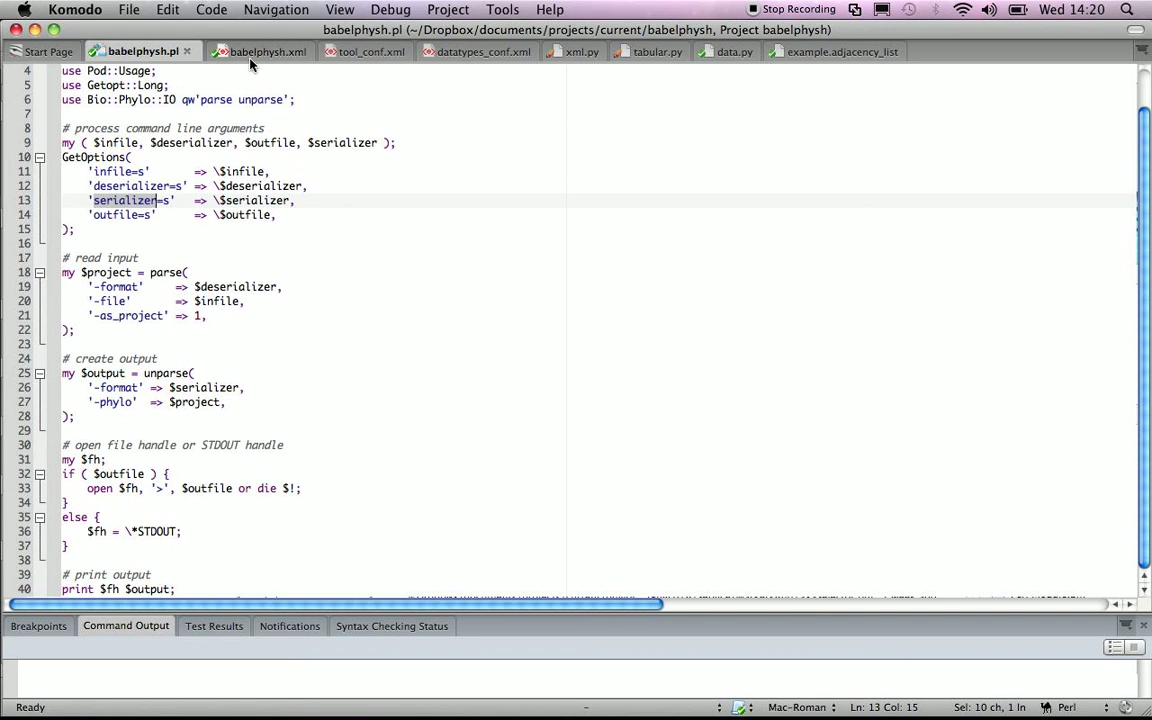 Komodo File Edit View Code Navigation View Debug Project Tools Help Stop Recording Wed 14:20
babelphysh.pl (~/Dropbox/documents/projects/current/babelphysh, Project babelphysh)
Start Page babelphysh.pl babelphysh.xml tool_conf.xml datatypes_conf.xml xml.py tabular.py data.py example.adjacency_list
4 use Pod::Usage;
5 use Getopt::Long;
6 use Bio::Phylo::IO qw'parse unparse';
7
8 # process command line arguments
9 my ( $infile, $deserializer, $outfile, $serializer );
10 GetOptions(
11 'infile=s' => \$infile,
12 'deserializer=s' => \$deserializer,
13 'serializer=s' => \$serializer,
14 'outfile=s' => \$outfile,
15 );
16
17 # read input
18 my $project = parse(
19 '-format' => $deserializer,
20 '-file' => $infile,
21 '-as_project' => 1,
22 );
23
24 # create output
25 my $output = unparse(
26 '-format' => $serializer,
27 '-phylo' => $project,
28 );
29
30 # open file handle or STDOUT handle
31 my $fh;
32 if ( $outfile ) {
33 open $fh, '>', $outfile or die $!;
34 }
35 else {
36 $fh = \*STDOUT;
37 }
38
39 # print output
40 print $fh $output;
Breakpoints Command Output Test Results Notifications Syntax Checking Status
Ready - Mac-Roman Ln: 13 Col: 15 Sel: 10 ch, 1 ln Perl